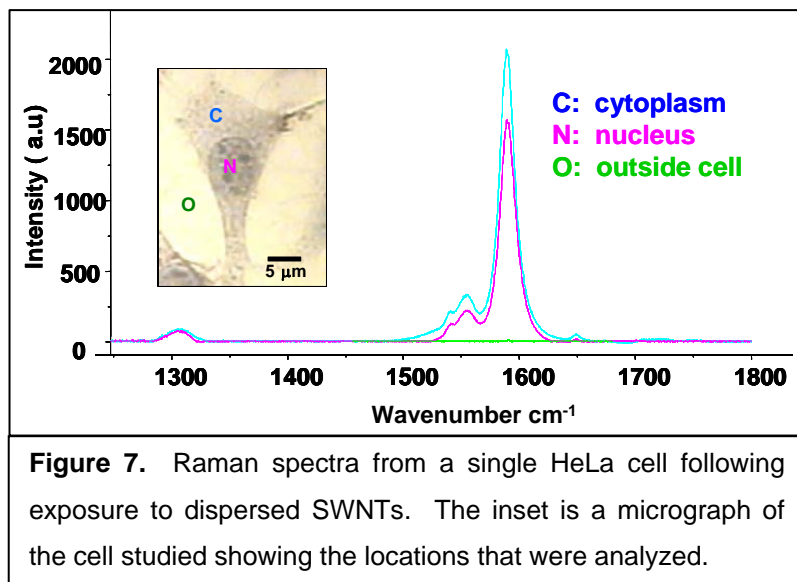 2000
1500
1000
500
0
Intensity ( a.u)
C
N
O
5 µm
C: cytoplasm
N: nucleus
O: outside cell
1300 1400 1500 1600 1700 1800
Wavenumber cm-1
Figure 7. Raman spectra from a single HeLa cell following
exposure to dispersed SWNTs. The inset is a micrograph of
the cell studied showing the locations that were analyzed.